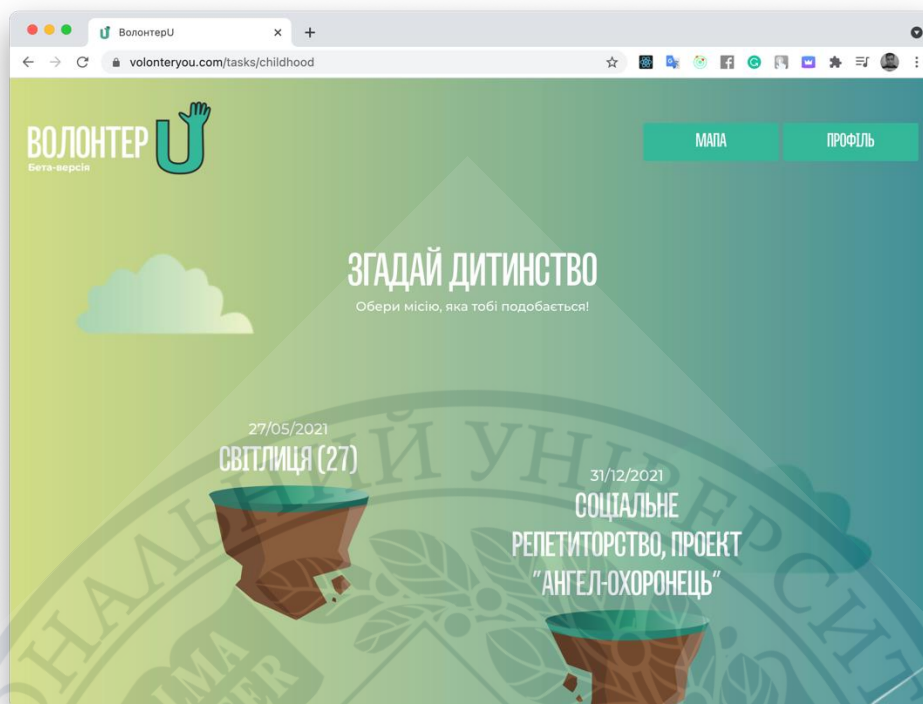 ВолонтерU
volonteryou.com/tasks/childhood
ВОЛОНТЕР U
Бета-версія
МАПА
ПРОФІЛЬ
ЗГАДАЙ ДИТИНСТВО
Обери місію, яка тобі подобається!
27/05/2021
СВІТЛИЦЯ (27)
31/12/2021
СОЦІАЛЬНЕ
РЕПЕТИТОРСТВО, ПРОЕКТ
"АНГЕЛ-ОХОРОНЕЦЬ"